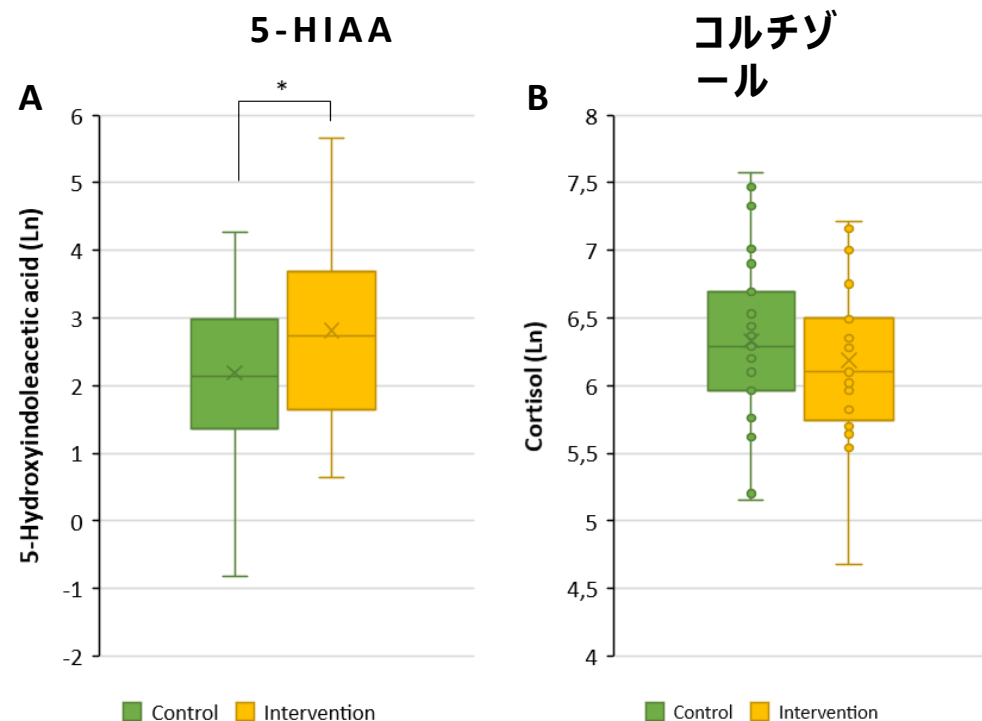 5-HIAA
コルチゾ
ール
A
*
B
5-Hydroxyindoleacetic acid (Ln)
6
5
4
3
2
1
0
-1
-2
Control Intervention
Cortisol (Ln)
8
7,5
7
6,5
6
5,5
5
4,5
4
Control Intervention